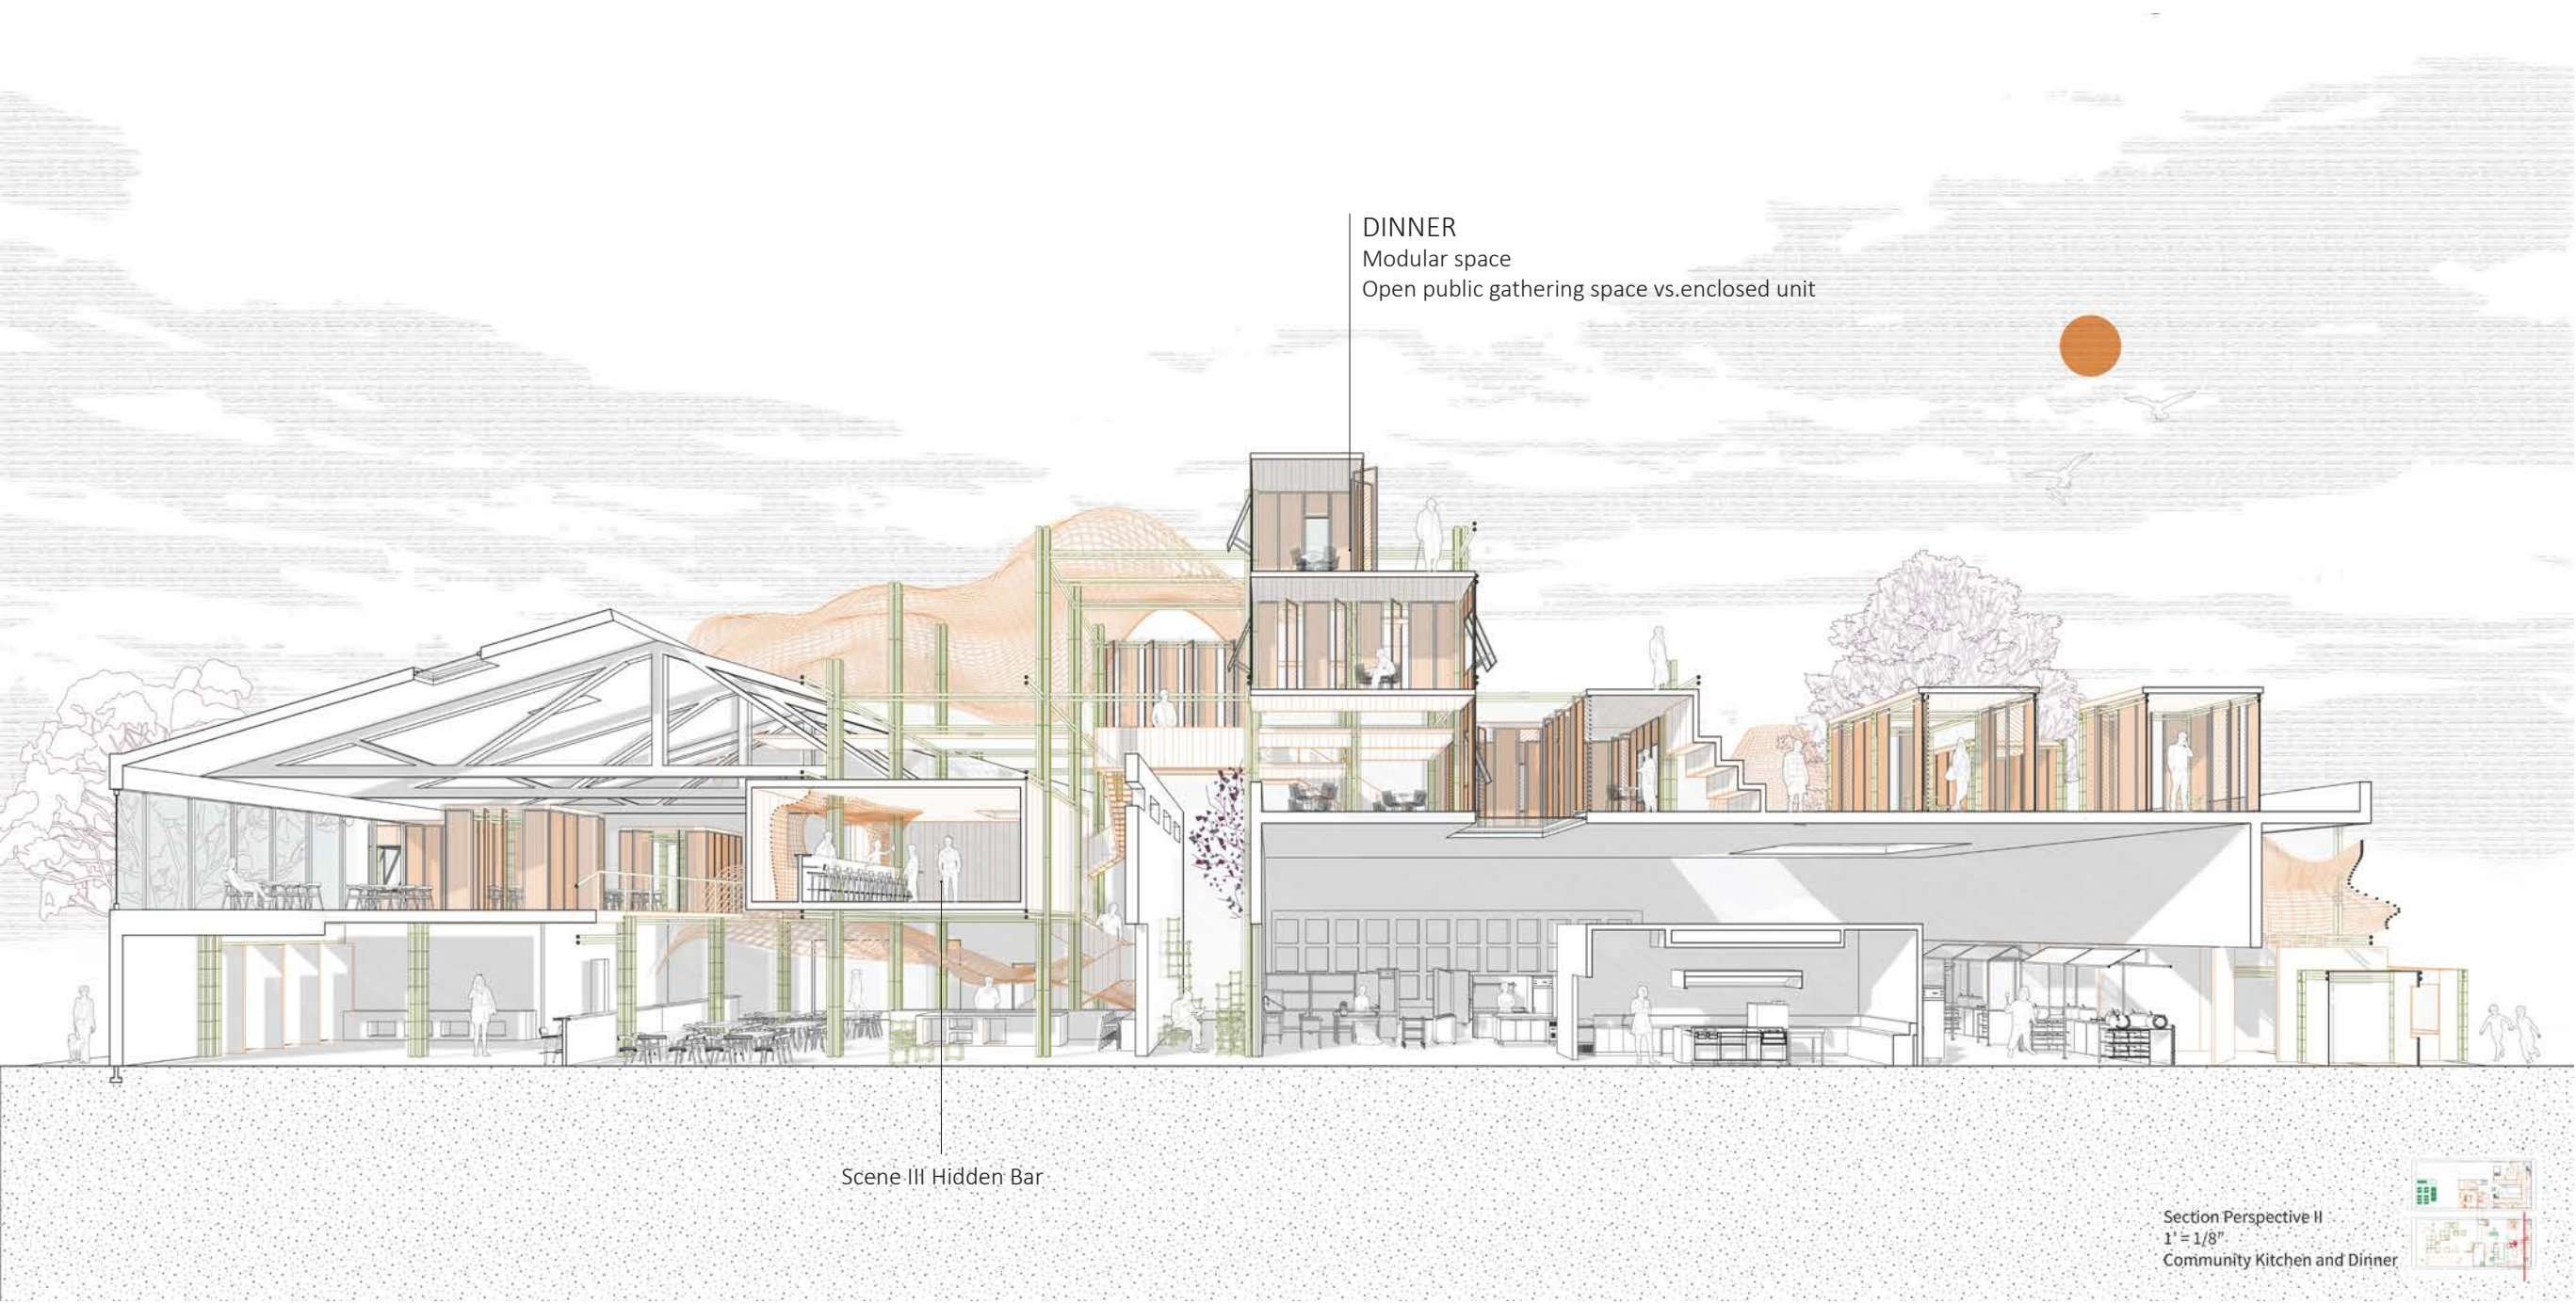 DINNER
Modular space
Open public gathering space vs.enclosed unit
Scene III Hidden Bar
Section Perspective II
1' = 1/8"
Community Kitchen and Dinner